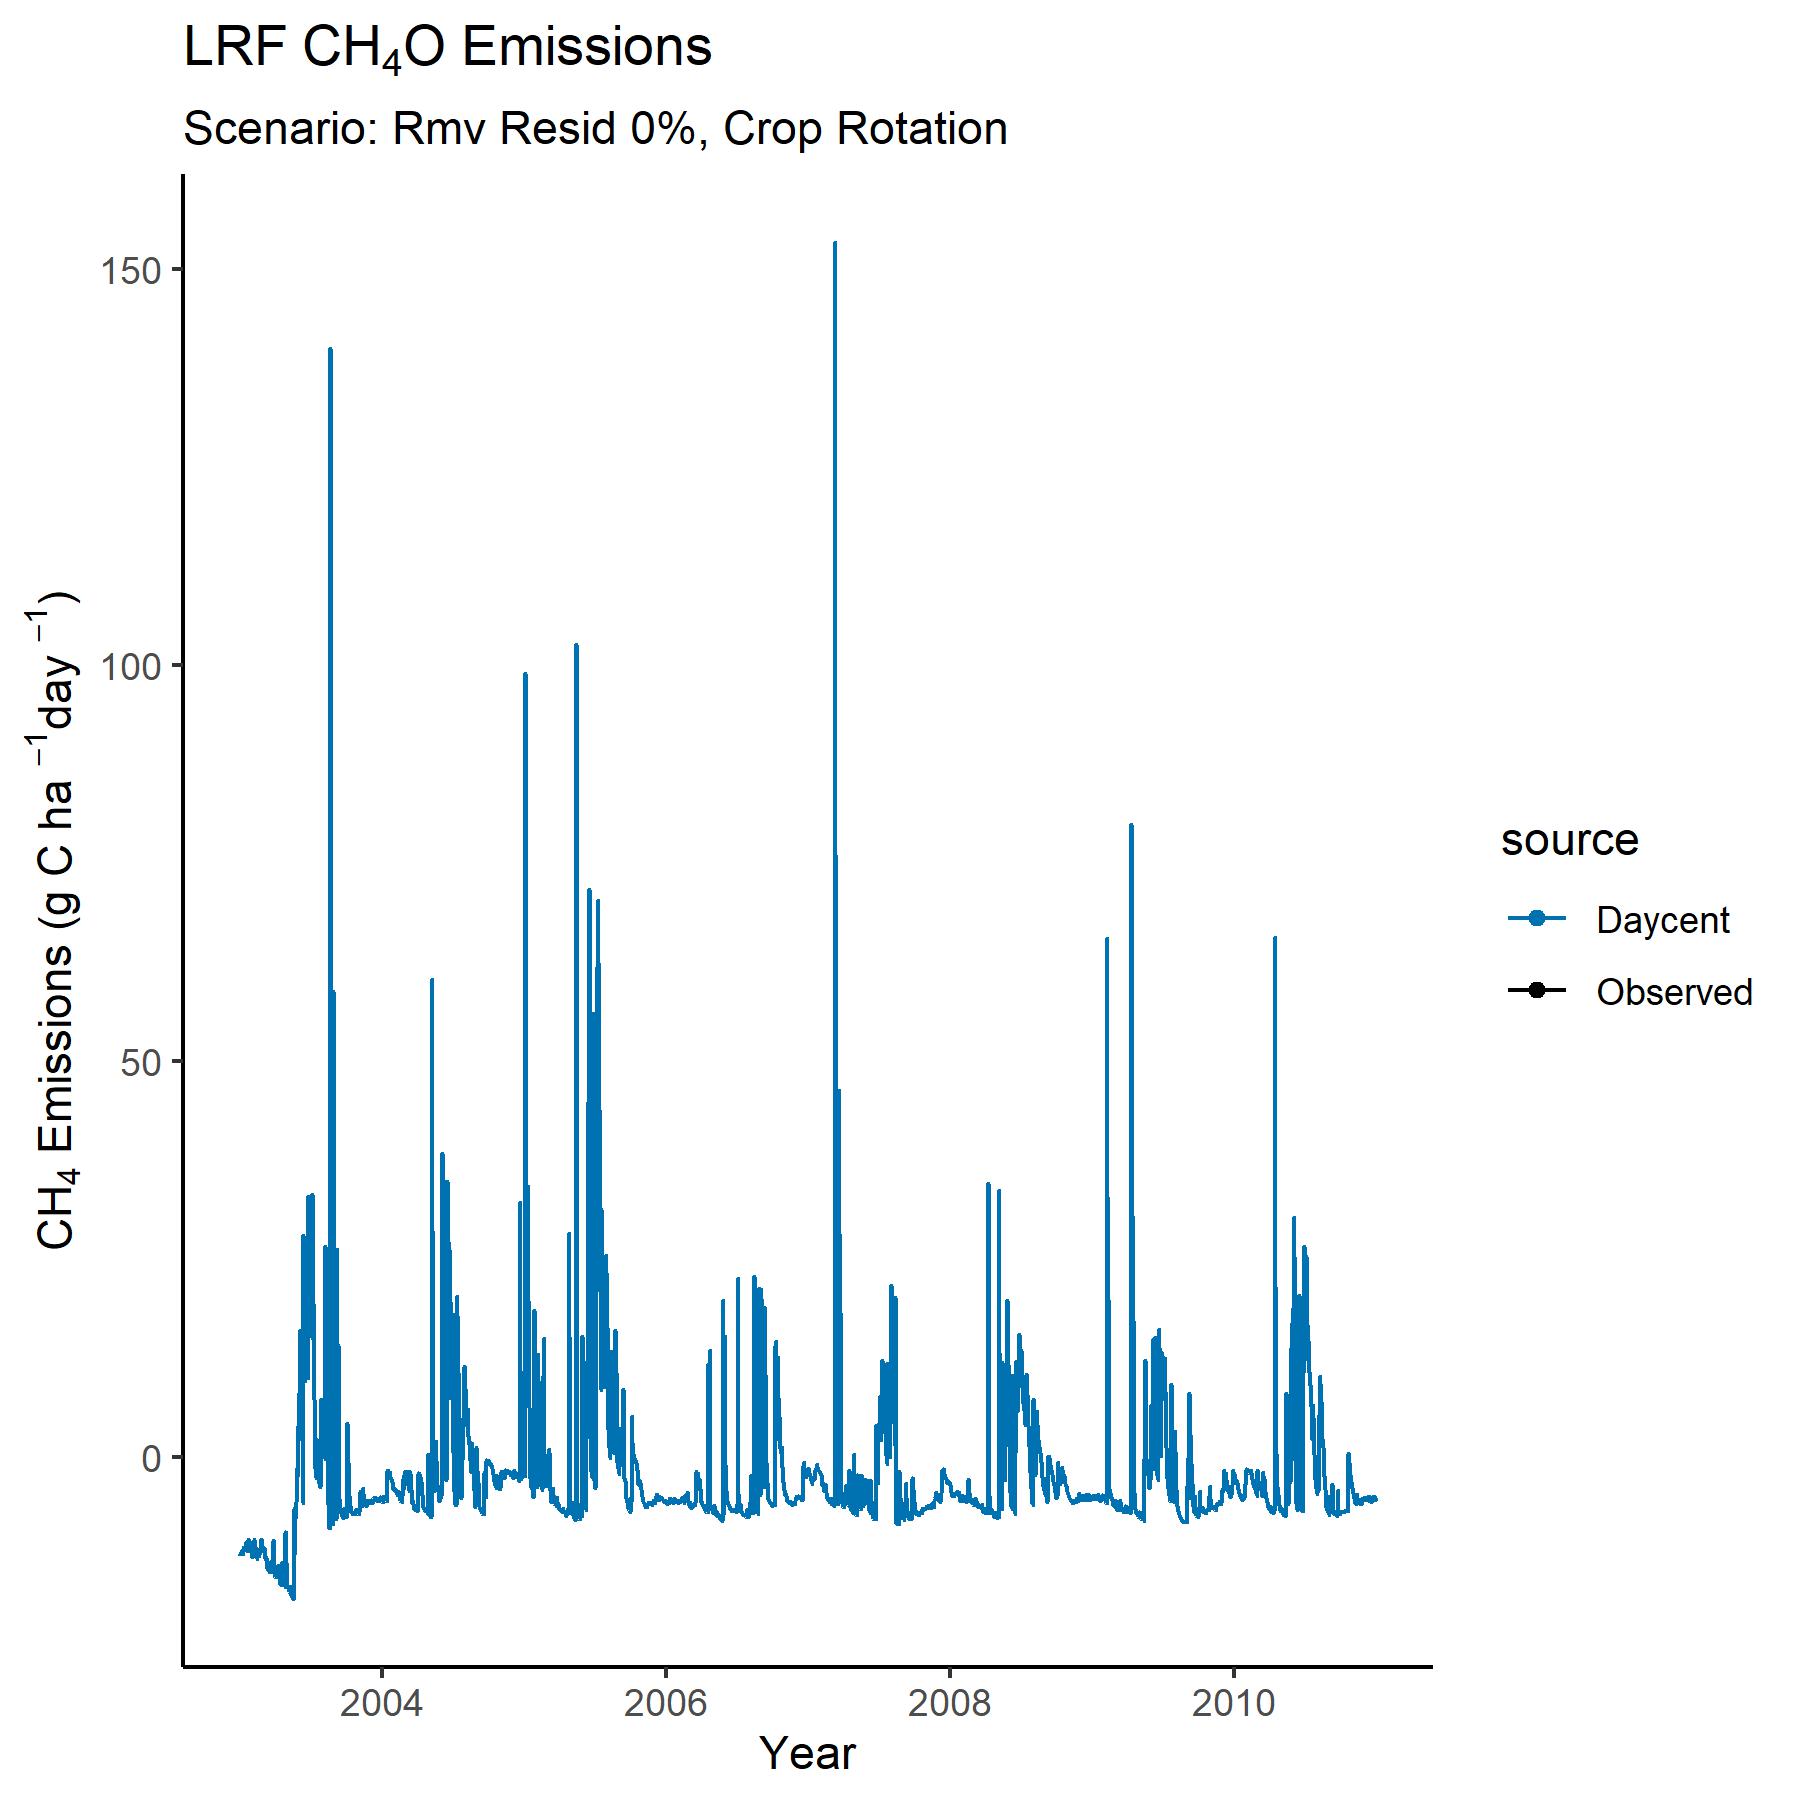 LRF CH₄O Emissions
Scenario: Rmv Resid 0%, Crop Rotation
CH₄ Emissions (g C ha ⁻¹day ⁻¹)
150
100
50
0
2004 2006 2008 2010
Year
source
Daycent
Observed